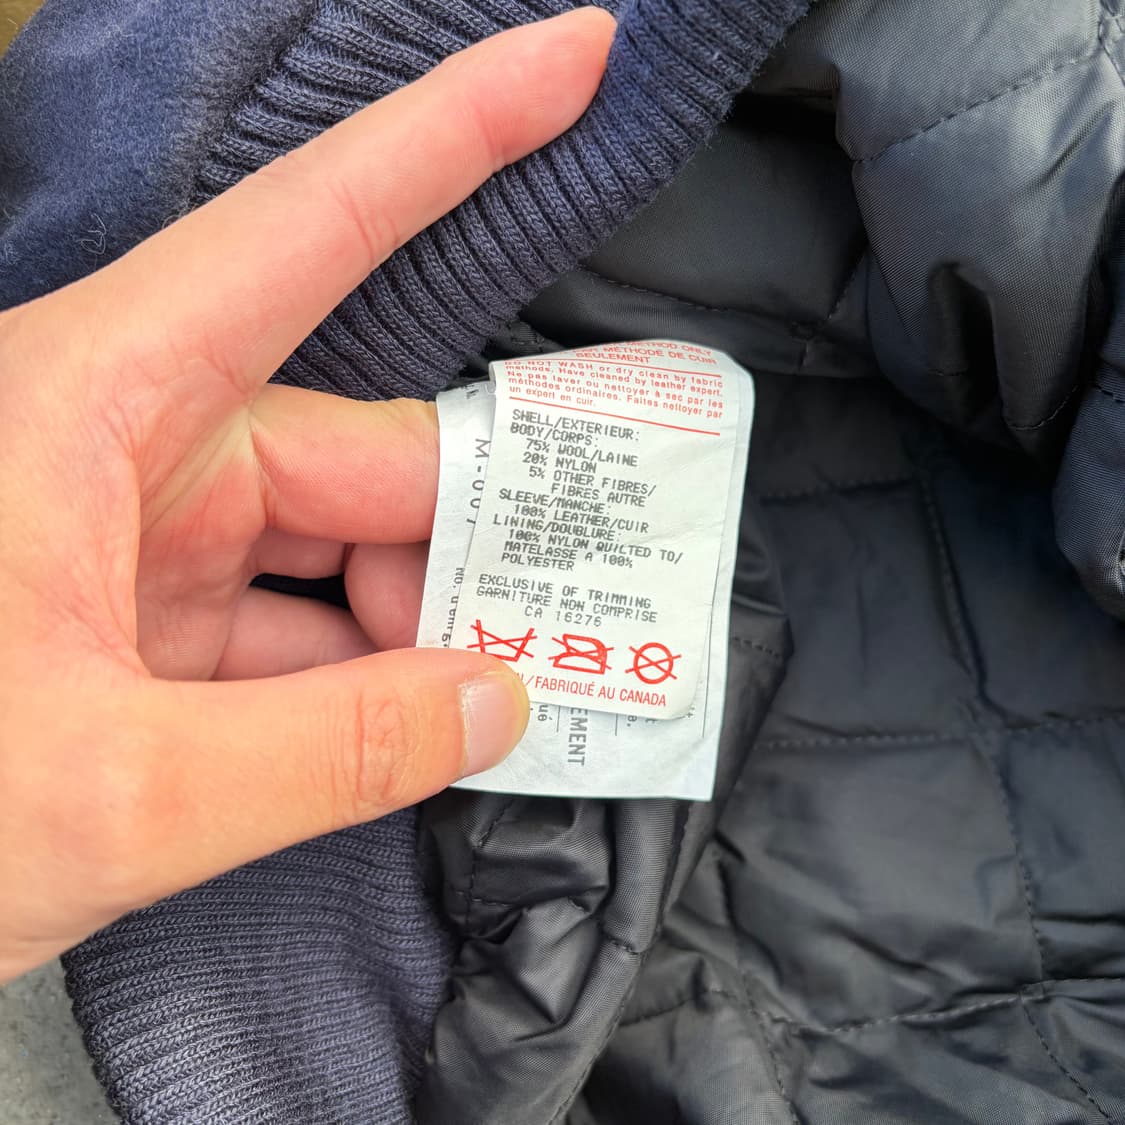 METHOD ONLY
MÉTHODE DE CUIR
SEULEMENT
DO NOT WASH or dry clean by fabric
methods. Have cleaned by leather expert.
Ne pas laver ou nettoyer à sec par les
méthodes ordinaires. Faites nettoyer par
un expert en cuir.
SHELL/EXTERIEUR:
BODY/CORPS:
75% WOOL/LAINE
20% NYLON
5% OTHER FIBRES/
FIBRES AUTRE
SLEEVE/MANCHE:
100% LEATHER/CUIR
LINING/DOUBLURE:
100% NYLON QUILTED TO/
MATELASSE A 100%
POLYESTER
EXCLUSIVE OF TRIMMING
GARNITURE NON COMPRISE
CA 16276
/FABRIQUÉ AU CANADA
EMENT